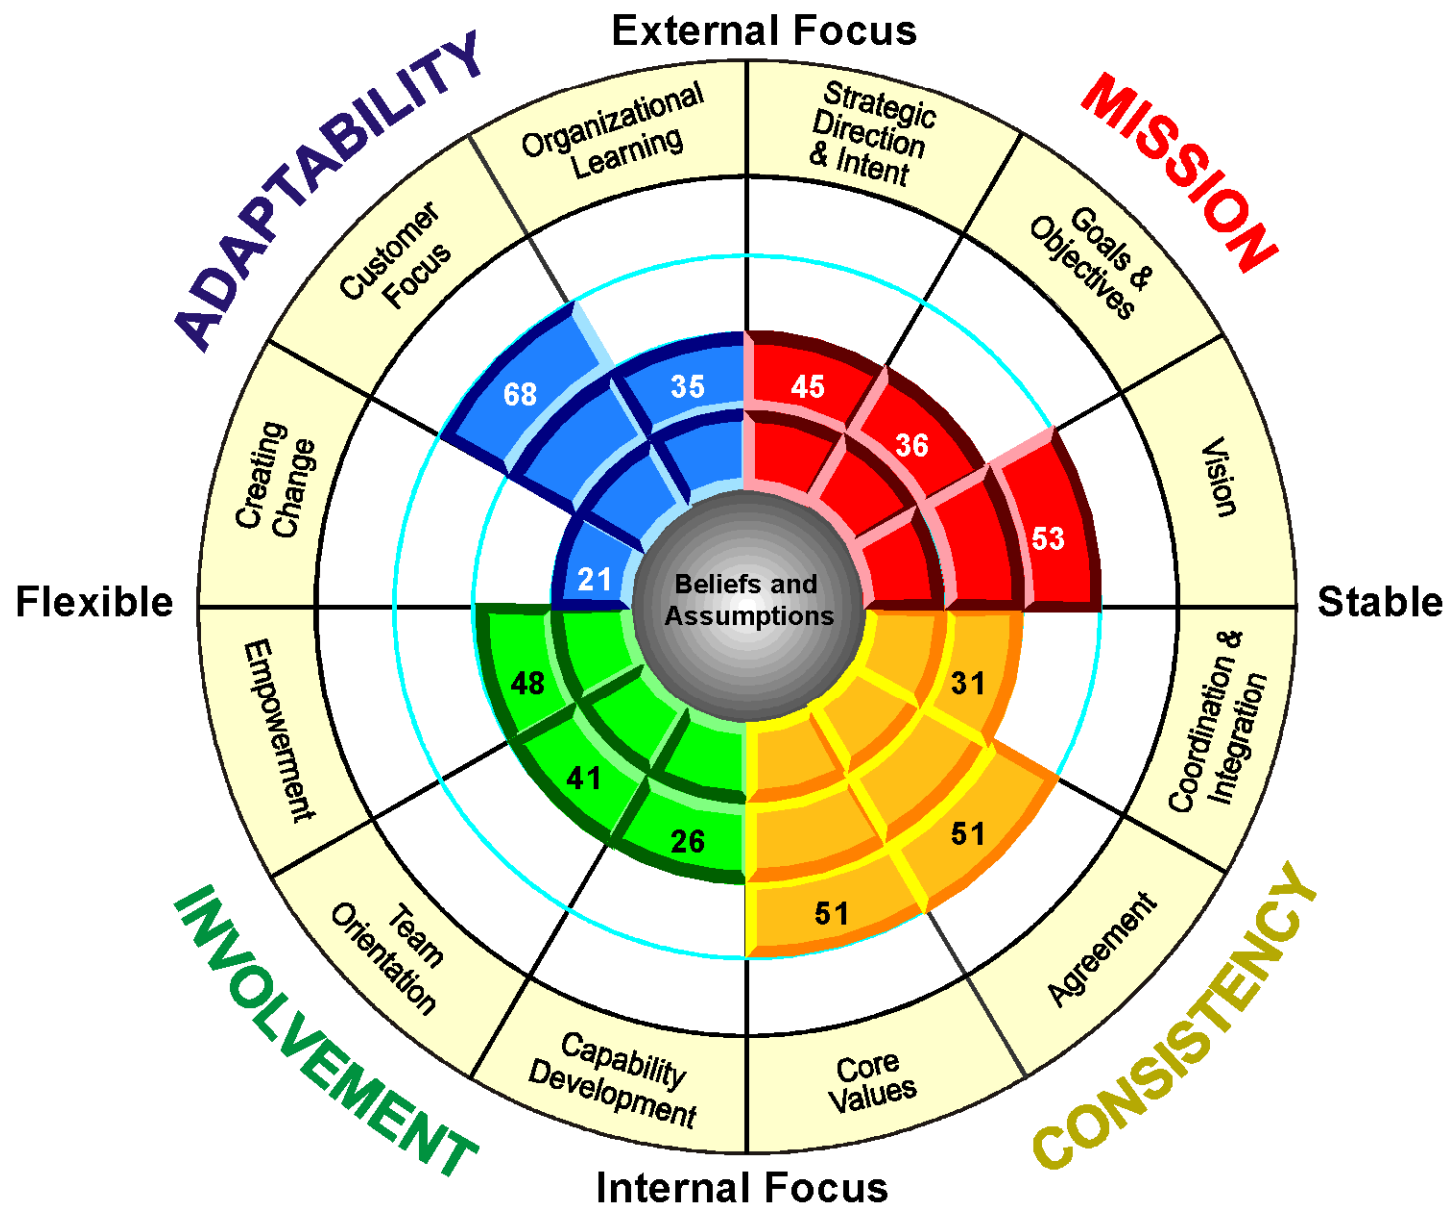 External Focus
ADAPTABILITY
MISSION
Organizational
Learning
Strategic
Direction
& Intent
Customer
Focus
Goals &
Objectives
Creating
Change
Vision
68
35
45
36
53
21
Beliefs and
Assumptions
Flexible
Stable
Empowerment
Coordination &
Integration
48
31
41
26
51
51
Team
Orientation
Agreement
Capability
Development
Core
Values
INVOLVEMENT
CONSISTENCY
Internal Focus